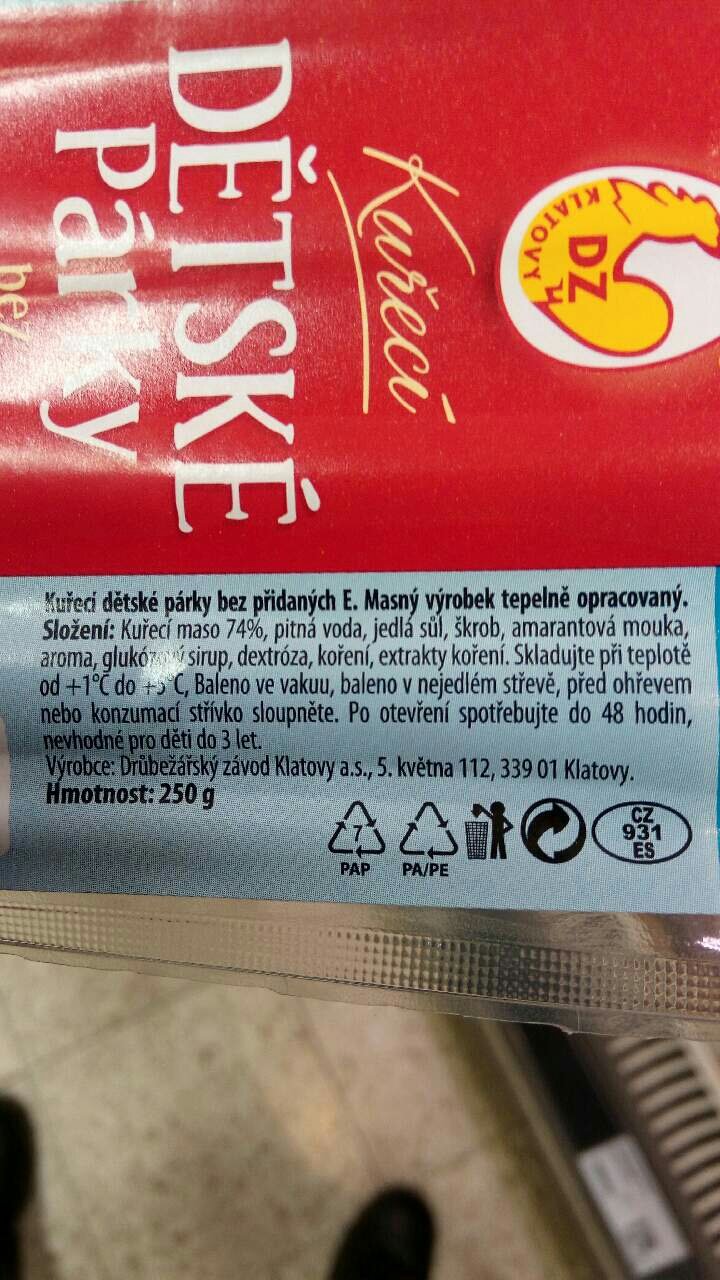 Kuřecí
DĚTSKÉ
párky
bez
KLATOVY
DZ
Kuřecí dětské párky bez přidaných E. Masný výrobek tepelně opracovaný.
Složení: Kuřecí maso 74%, pitná voda, jedlá sůl, škrob, amarantová mouka,
aroma, glukózový sirup, dextróza, koření, extrakty koření. Skladujte při teplotě
od +1°C do +5°C, Baleno ve vakuu, baleno v nejedlém střevě, před ohřevem
nebo konzumací střívko sloupněte. Po otevření spotřebujte do 48 hodin,
nevhodné pro děti do 3 let.
Výrobce: Drůbežářský závod Klatovy a.s., 5. května 112, 339 01 Klatovy.
Hmotnost: 250 g
7
PAP
PA/PE
CZ
931
ES